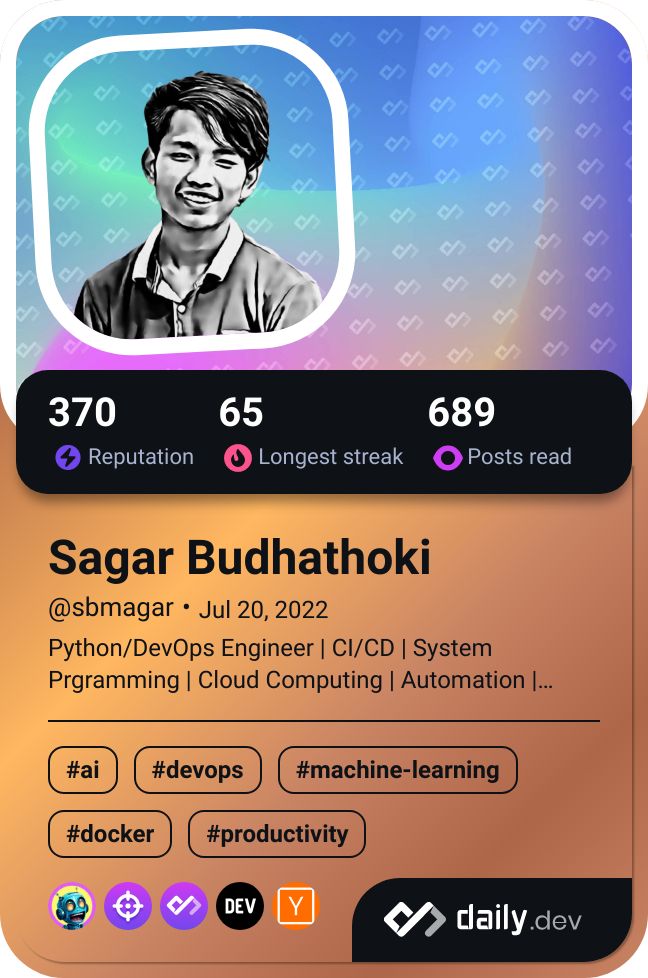 370 65 689
Reputation Longest streak Posts read
Sagar Budhathoki
@sbmagar • Jul 20, 2022
Python/DevOps Engineer | CI/CD | System
Prgramming | Cloud Computing | Automation |...
#ai #devops #machine-learning
#docker #productivity
DEV Y daily.dev